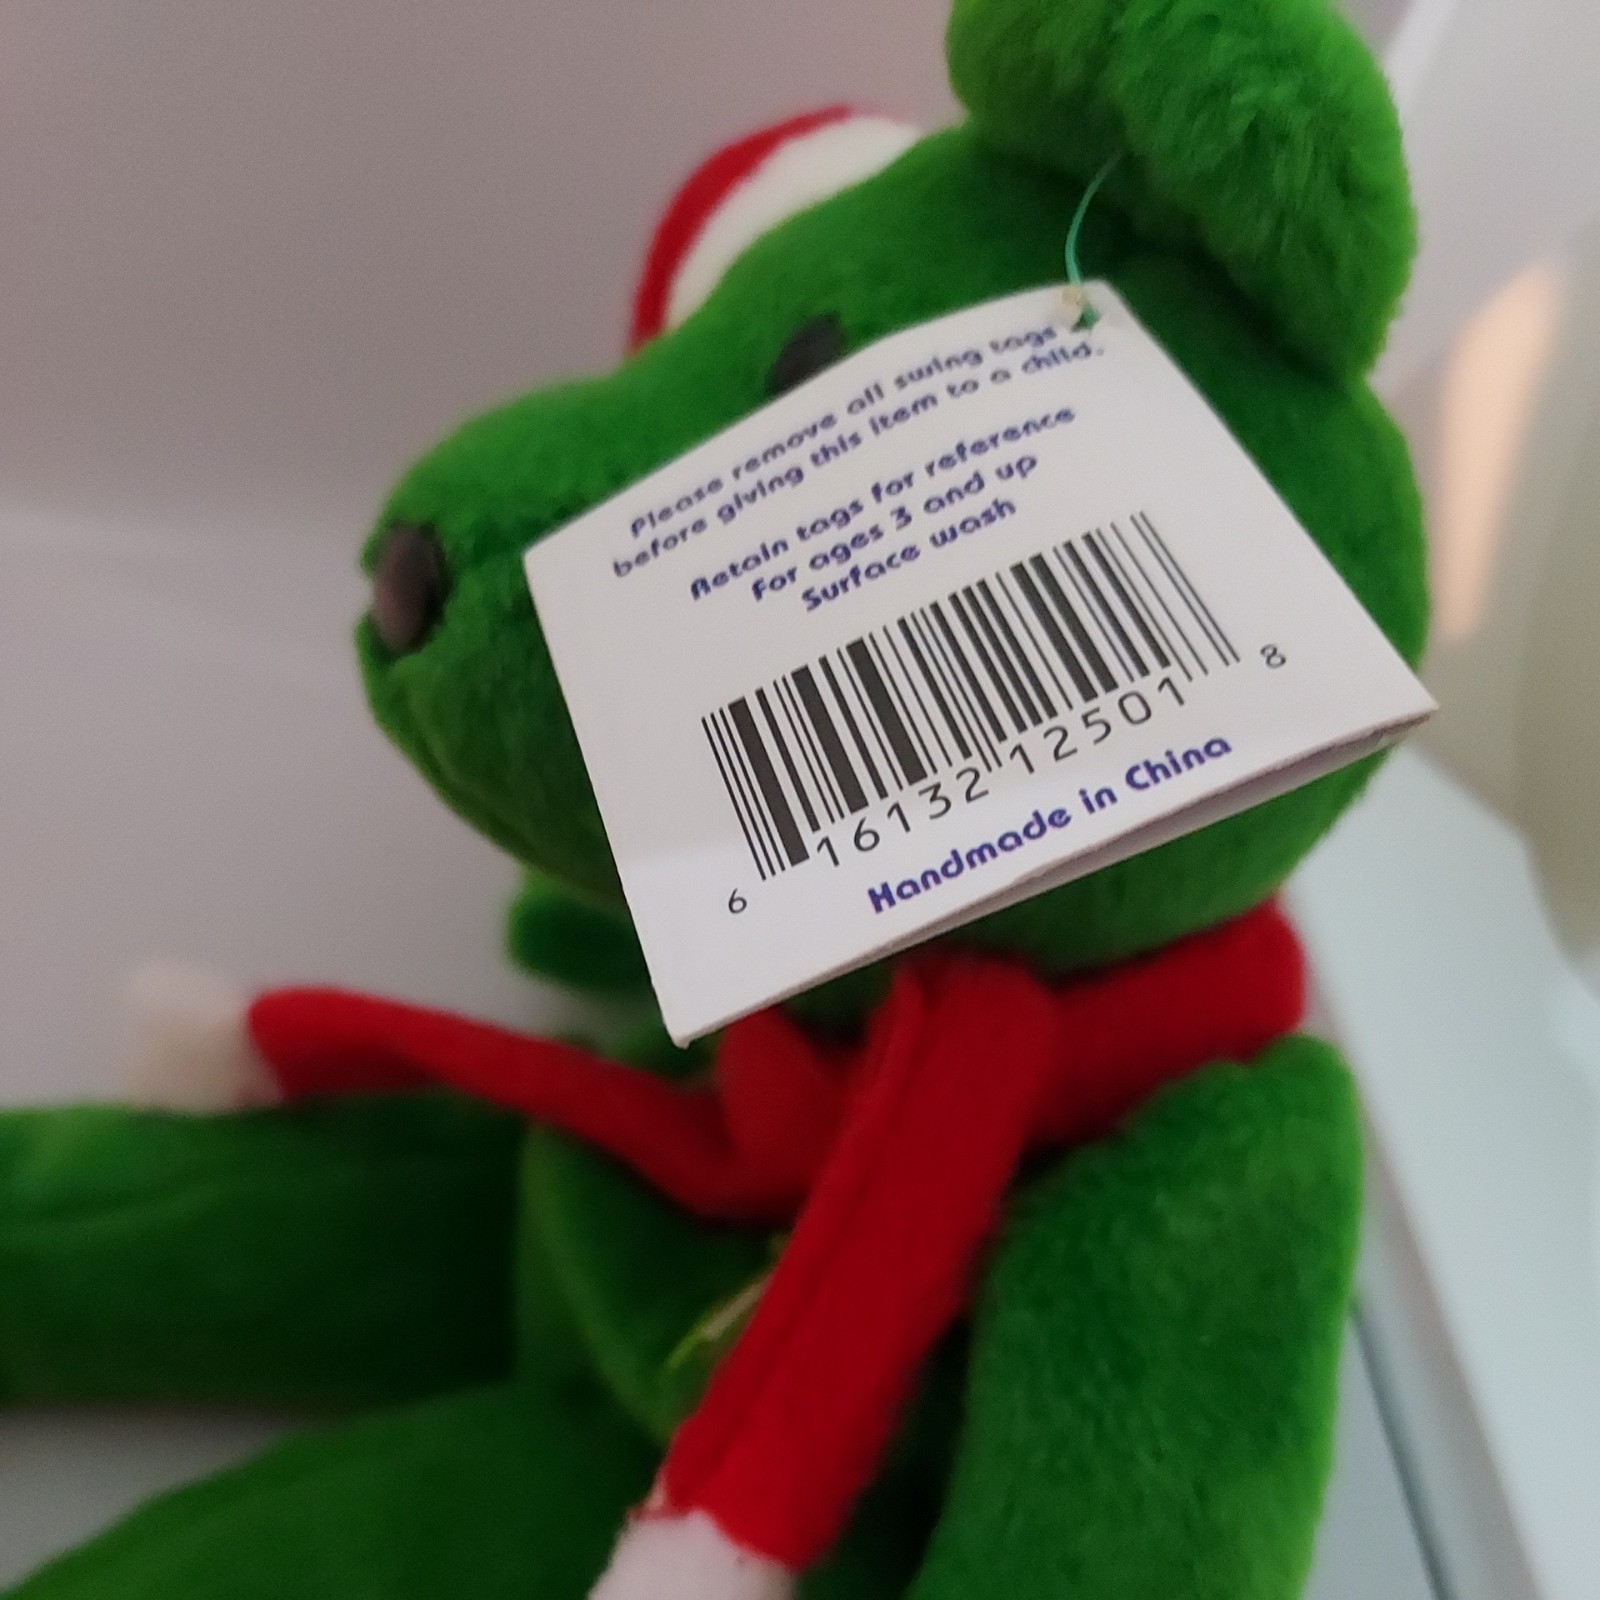 Please remove all swing tags
before giving this item to a child.
Retain tags for reference
For ages 3 and up
Surface wash
6 16132 12501 8
Handmade in China